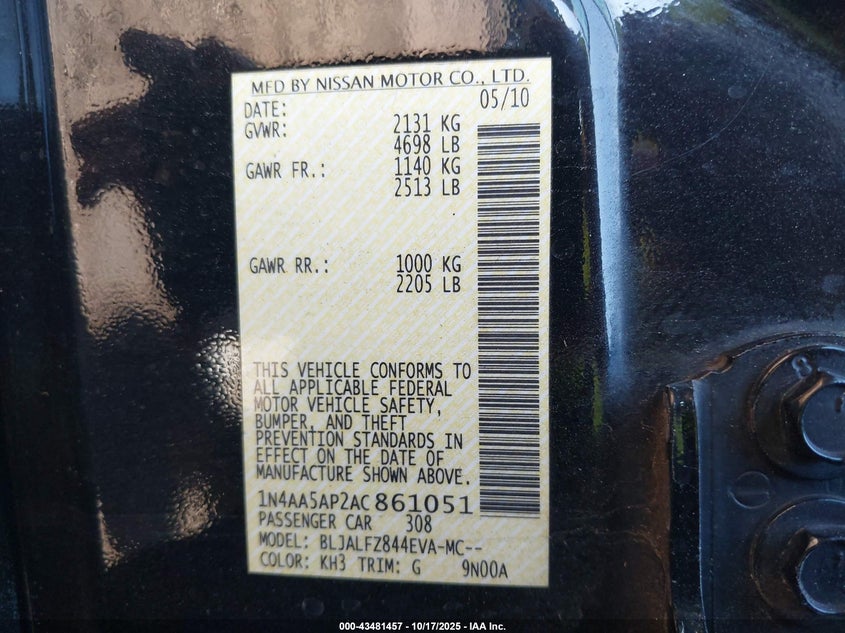 MFD BY NISSAN MOTOR CO., LTD.
DATE: 05/10
GVWR: 2131 KG
4698 LB
GAWR FR.: 1140 KG
2513 LB
GAWR RR.: 1000 KG
2205 LB
THIS VEHICLE CONFORMS TO
ALL APPLICABLE FEDERAL
MOTOR VEHICLE SAFETY,
BUMPER, AND THEFT
PREVENTION STANDARDS IN
EFFECT ON THE DATE OF
MANUFACTURE SHOWN ABOVE.
1N4AA5AP2AC861051
PASSENGER CAR 308
MODEL: BLJALFZ844EVA-MC--
COLOR: KH3 TRIM: G 9N00A
8
000-43481457 - 10/17/2025 - IAA Inc.